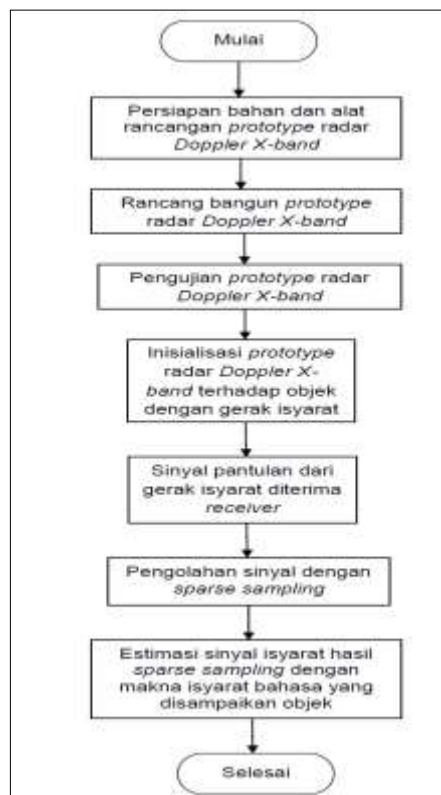 Mulai
Persiapan bahan dan alat
rancangan prototype radar
Doppler X-band
Rancang bangun prototype
radar Doppler X-band
Pengujian prototype radar
Doppler X-band
Inisialisasi prototype
radar Doppler X-
band terhadap objek
dengan gerak isyarat
Sinyal pantulan dari
gerak isyarat diterima
receiver
Pengolahan sinyal dengan
sparse sampling
Estimasi sinyal isyarat hasil
sparse sampling dengan
makna isyarat bahasa yang
disampaikan objek
Selesai